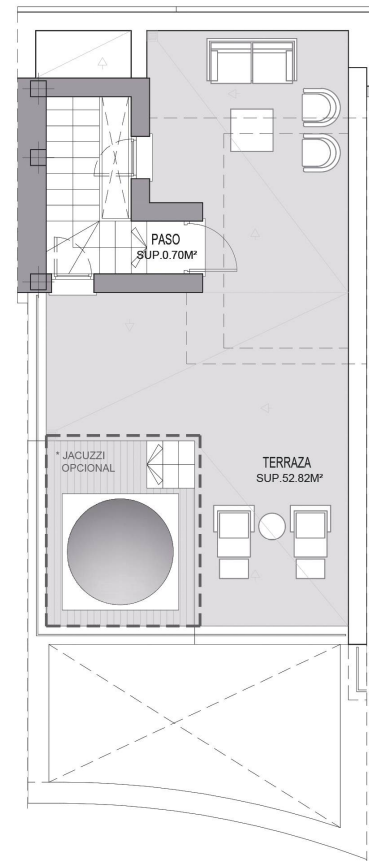 PASO
SUP.0.70M²
* JACUZZI
OPCIONAL
TERRAZA
SUP.52.82M²